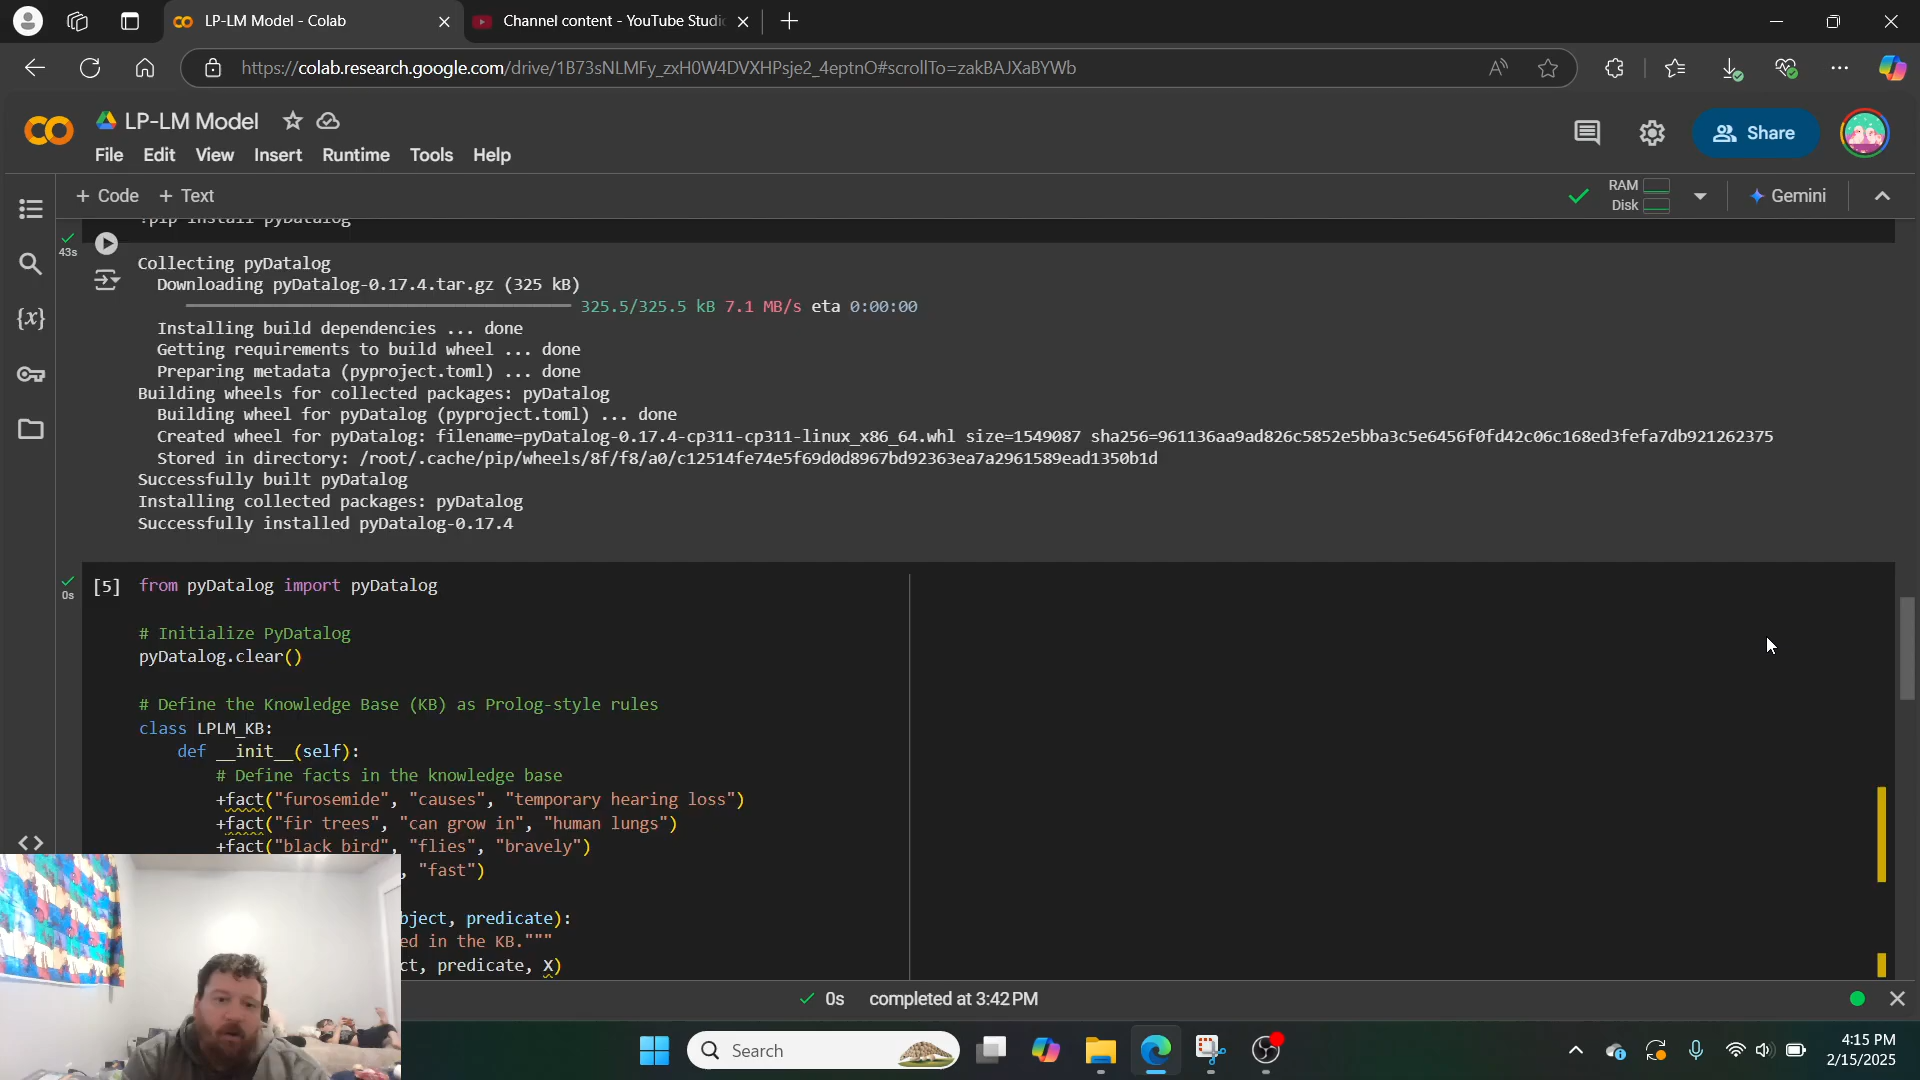 LP-LM Model - Colab
Channel content - YouTube Studi
https://colab.research.google.com/drive/1B73sNLMFy_zxH0W4DVXHPsje2_4eptnO#scrollTo=zakBAJXaBYWb
LP-LM Model
File Edit View Insert Runtime Tools Help
Share
+ Code + Text
RAM
Disk
Gemini
!pip install pyDatalog
43s
Collecting pyDatalog
Downloading pyDatalog-0.17.4.tar.gz (325 kB)
325.5/325.5 kB 7.1 MB/s eta 0:00:00
Installing build dependencies ... done
Getting requirements to build wheel ... done
Preparing metadata (pyproject.toml) ... done
Building wheels for collected packages: pyDatalog
Building wheel for pyDatalog (pyproject.toml) ... done
Created wheel for pyDatalog: filename=pyDatalog-0.17.4-cp311-cp311-linux_x86_64.whl size=1549087 sha256=961136aa9ad826c5852e5bba3c5e6456f0fd42c06c168ed3fefa7db921262375
Stored in directory: /root/.cache/pip/wheels/8f/f8/a0/c12514fe74e5f69d0d8967bd92363ea7a2961589ead1350b1d
Successfully built pyDatalog
Installing collected packages: pyDatalog
Successfully installed pyDatalog-0.17.4
0s
[5] from pyDatalog import pyDatalog
# Initialize PyDatalog
pyDatalog.clear()
# Define the Knowledge Base (KB) as Prolog-style rules
class LPLM_KB:
def __init__(self):
# Define facts in the knowledge base
+fact("furosemide", "causes", "temporary hearing loss")
+fact("fir trees", "can grow in", "human lungs")
+fact("black bird", "flies", "bravely")
, "fast")
bject, predicate):
ed in the KB."""
ct, predicate, X)
0s completed at 3:42 PM
Search
4:15 PM
2/15/2025